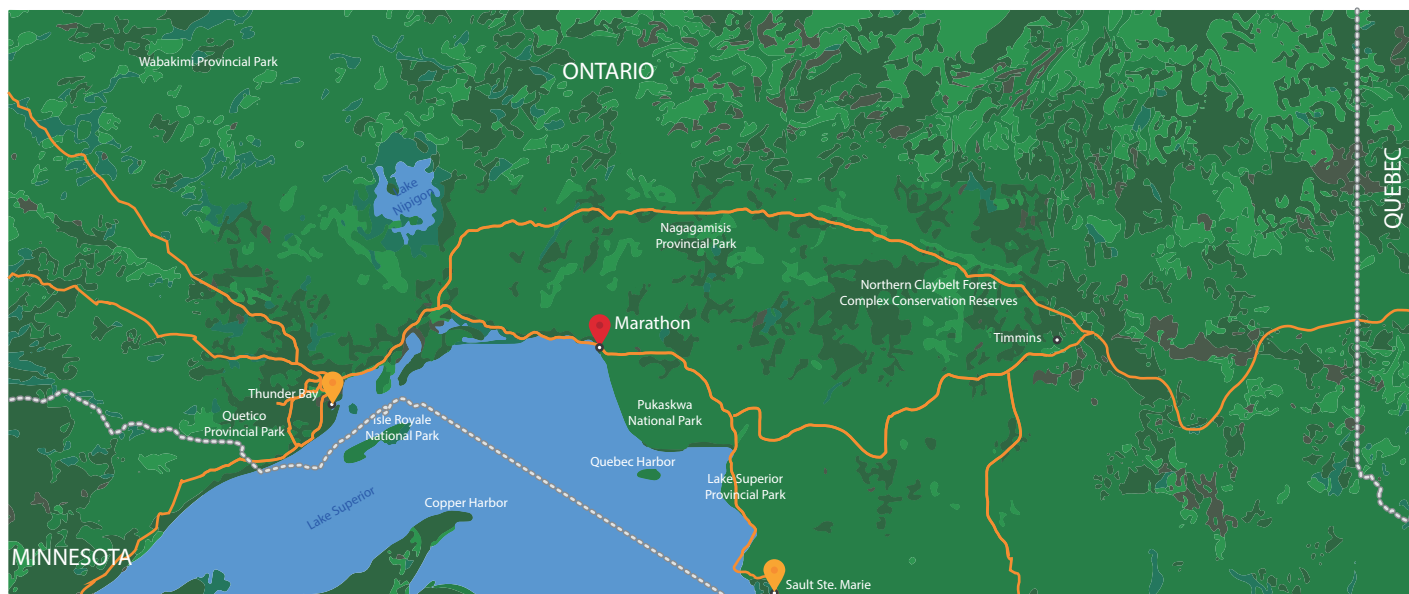 Wabakimi Provincial Park
ONTARIO
QUEBEC
Lake
Nipigon
Nagagamisis
Provincial Park
Northern Claybelt Forest
Complex Conservation Reserves
Marathon
Timmins
Thunder Bay
Quetico
Provincial Park
Isle Royale
National Park
Pukaskwa
National Park
Quebec Harbor
Lake Superior
Provincial Park
Lake Superior
Copper Harbor
MINNESOTA
Sault Ste. Marie